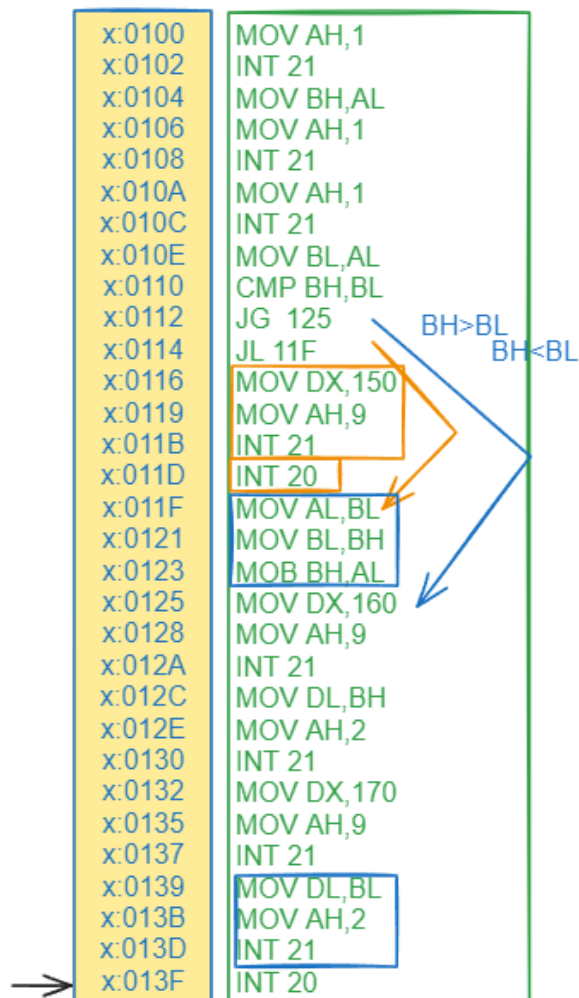 x:0100 MOV AH,1
x:0102 INT 21
x:0104 MOV BH,AL
x:0106 MOV AH,1
x:0108 INT 21
x:010A MOV AH,1
x:010C INT 21
x:010E MOV BL,AL
x:0110 CMP BH,BL
x:0112 JG 125 BH>BL
x:0114 JL 11F BH<BL
x:0116 MOV DX,150
x:0119 MOV AH,9
x:011B INT 21
x:011D INT 20
x:011F MOV AL,BL
x:0121 MOV BL,BH
x:0123 MOB BH,AL
x:0125 MOV DX,160
x:0128 MOV AH,9
x:012A INT 21
x:012C MOV DL,BH
x:012E MOV AH,2
x:0130 INT 21
x:0132 MOV DX,170
x:0135 MOV AH,9
x:0137 INT 21
x:0139 MOV DL,BL
x:013B MOV AH,2
x:013D INT 21
x:013F INT 20